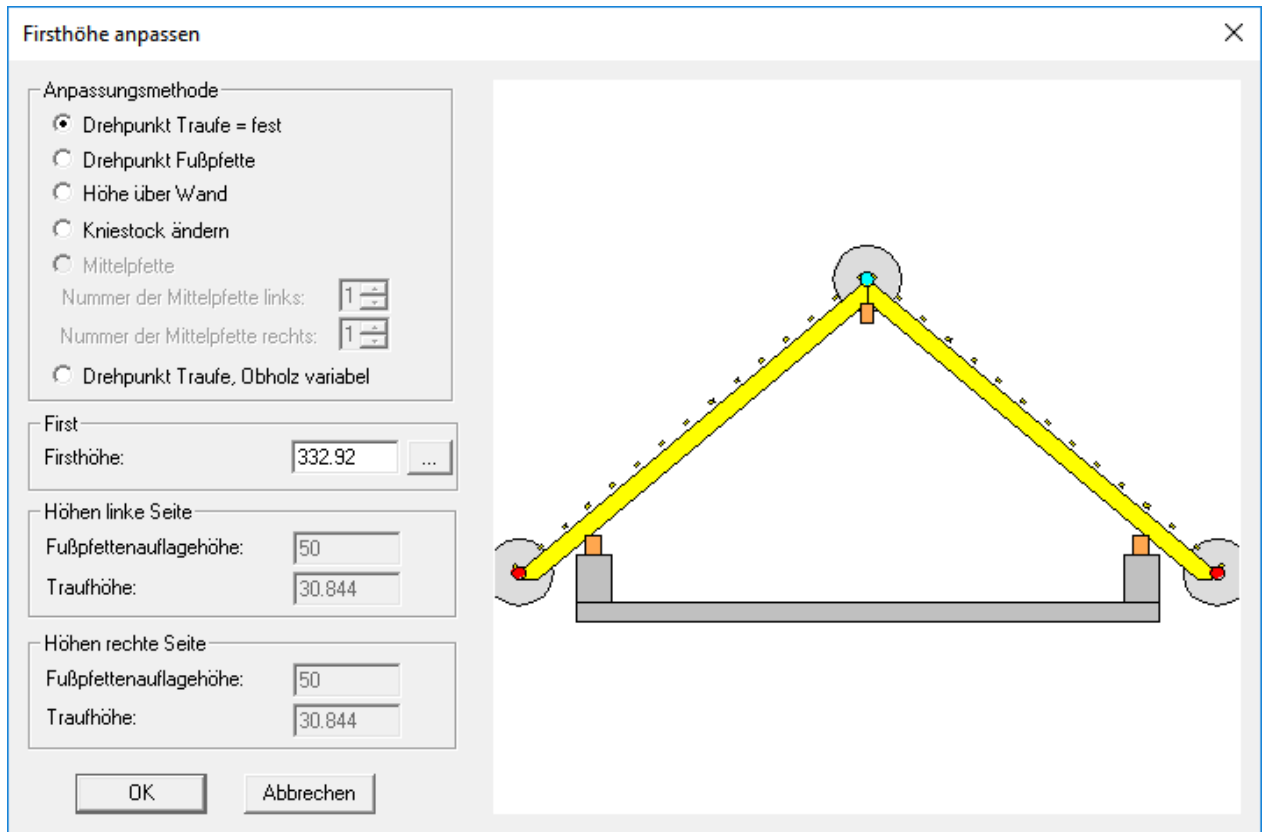 Firsthöhe anpassen
Anpassungsmethode
Drehpunkt Traufe = fest
Drehpunkt Fußpfette
Höhe über Wand
Kniestock ändern
Mittelpfette
Nummer der Mittelpfette links: 1
Nummer der Mittelpfette rechts: 1
Drehpunkt Traufe, Obholz variabel
First
Firsthöhe: 332.92 ...
Höhen linke Seite
Fußpfettenauflagehöhe: 50
Traufhöhe: 30.844
Höhen rechte Seite
Fußpfettenauflagehöhe: 50
Traufhöhe: 30.844
OK Abbrechen